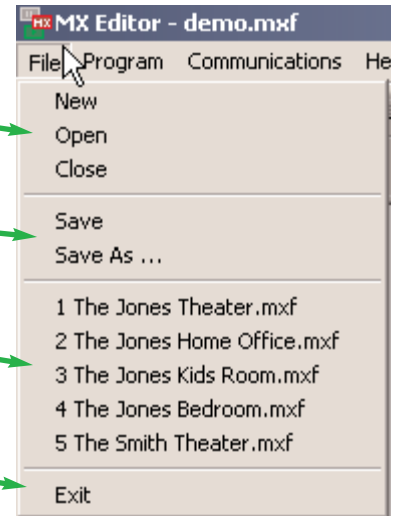 MX MX Editor - demo.mxf
File Program Communications He
New
Open
Close
Save
Save As ...
1 The Jones Theater.mxf
2 The Jones Home Office.mxf
3 The Jones Kids Room.mxf
4 The Jones Bedroom.mxf
5 The Smith Theater.mxf
Exit